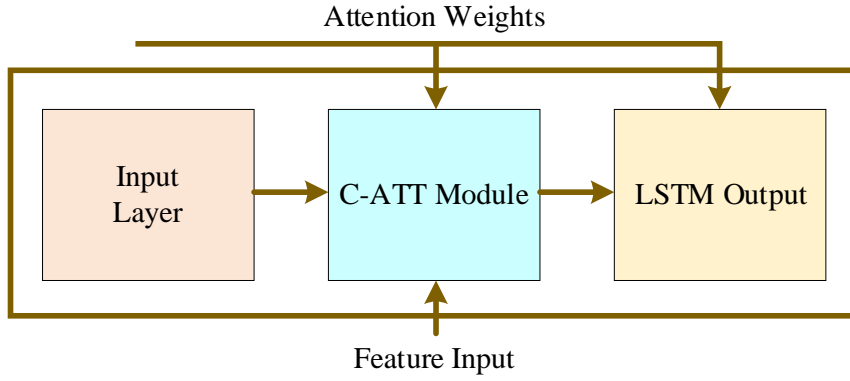 Attention Weights
Input
Layer
C-ATT Module
LSTM Output
Feature Input